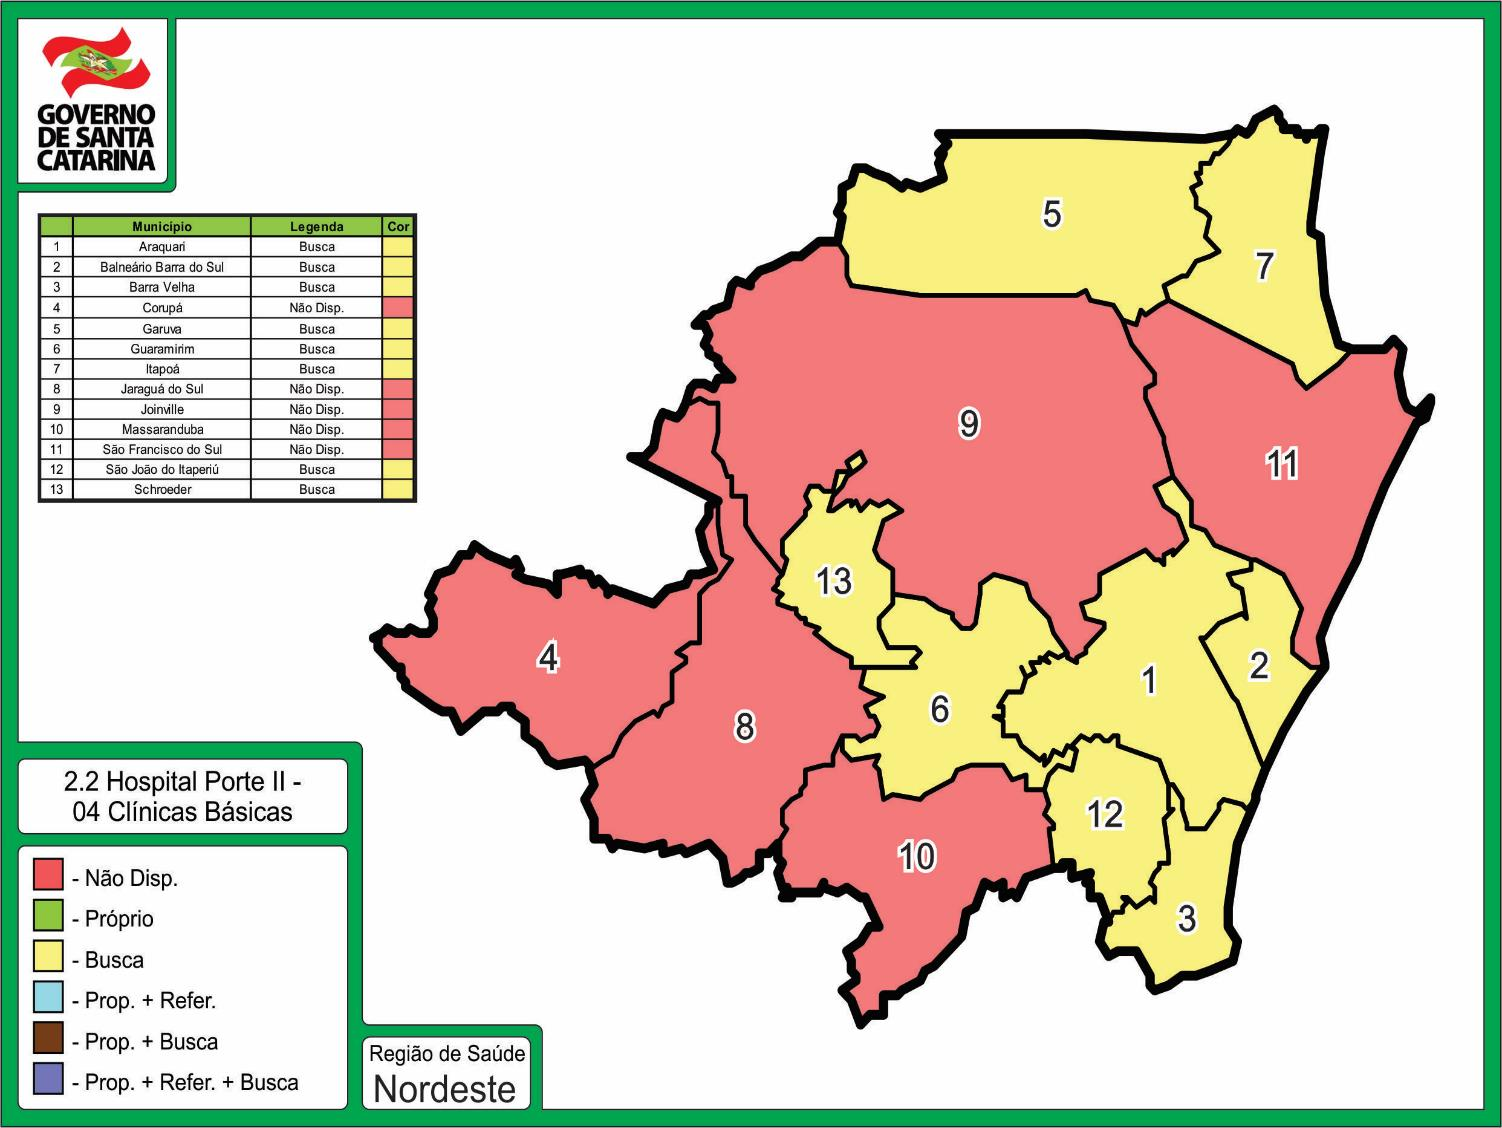 GOVERNO
DE SANTA
CATARINA
Município Legenda Cor
1 Araquari Busca
2 Balneário Barra do Sul Busca
3 Barra Velha Busca
4 Corupá Não Disp.
5 Garuva Busca
6 Guaramirim Busca
7 Itapoá Busca
8 Jaraguá do Sul Não Disp.
9 Joinville Não Disp.
10 Massaranduba Não Disp.
11 São Francisco do Sul Não Disp.
12 São João do Itaperiú Busca
13 Schroeder Busca
5
7
9
11
13
4
2
1
6
8
12
10
3
2.2 Hospital Porte II -
04 Clínicas Básicas
- Não Disp.
- Próprio
- Busca
- Prop. + Refer.
- Prop. + Busca
- Prop. + Refer. + Busca
Região de Saúde
Nordeste